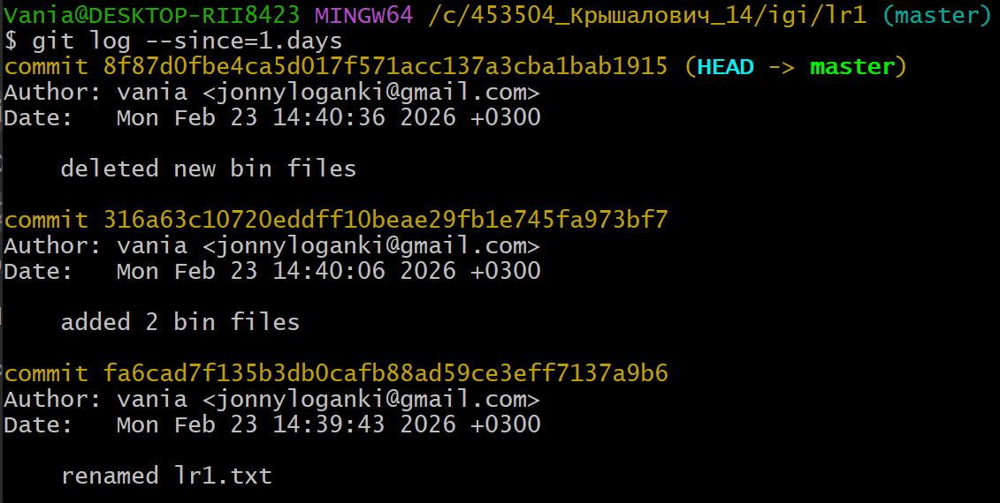 Vania@DESKTOP-RII8423 MINGW64 /c/453504_Крышалович_14/igi/lr1 (master)
$ git log --since=1.days
commit 8f87d0fbe4ca5d017f571acc137a3cba1bab1915 (HEAD -> master)
Author: vania <jonnyloganki@gmail.com>
Date:   Mon Feb 23 14:40:36 2026 +0300

    deleted new bin files

commit 316a63c10720eddff10beae29fb1e745fa973bf7
Author: vania <jonnyloganki@gmail.com>
Date:   Mon Feb 23 14:40:06 2026 +0300

    added 2 bin files

commit fa6cad7f135b3db0cafb88ad59ce3eff7137a9b6
Author: vania <jonnyloganki@gmail.com>
Date:   Mon Feb 23 14:39:43 2026 +0300

    renamed lr1.txt